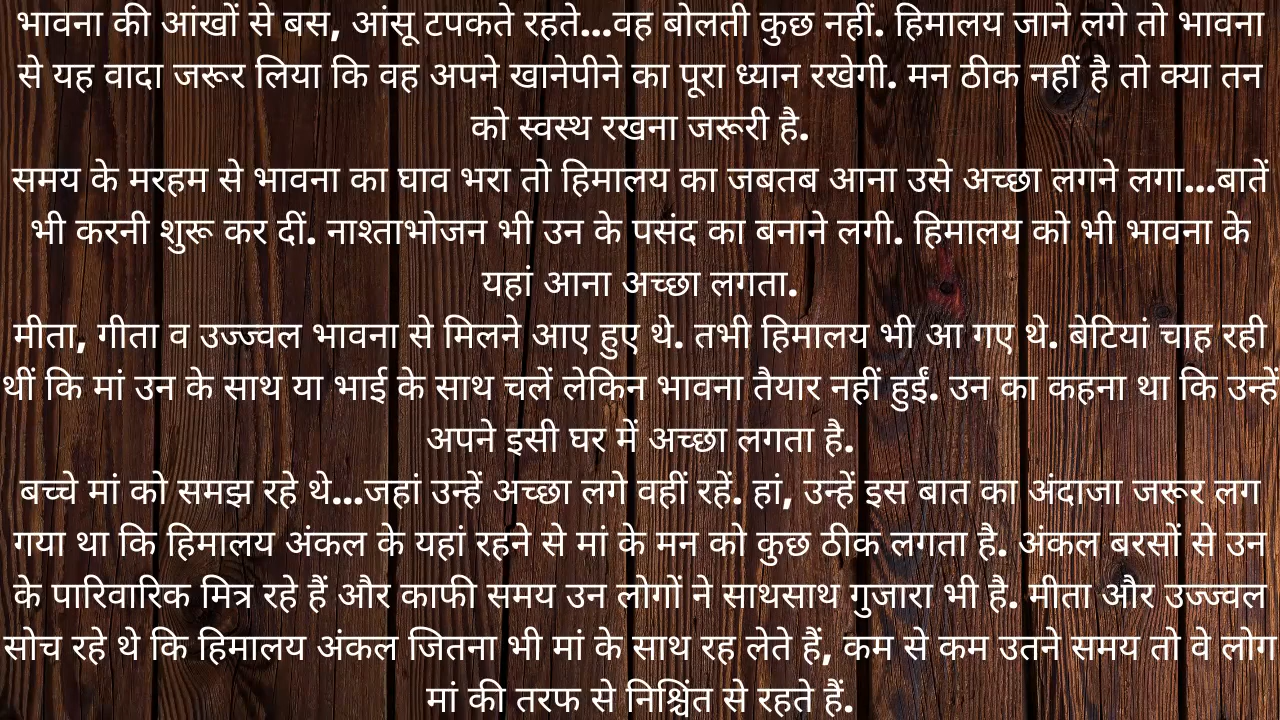 भावना की आंखों से बस, आंसू टपकते रहते...वह बोलती कुछ नहीं. हिमालय जाने लगे तो भावना
से यह वादा जरूर लिया कि वह अपने खानेपीने का पूरा ध्यान रखेगी. मन ठीक नहीं है तो क्या तन
को स्वस्थ रखना जरूरी है.
समय के मरहम से भावना का घाव भरा तो हिमालय का जबतब आना उसे अच्छा लगने लगा...बातें
भी करनी शुरू कर दीं. नाश्ताभोजन भी उन के पसंद का बनाने लगी. हिमालय को भी भावना के
यहां आना अच्छा लगता.
मीता, गीता व उज्ज्वल भावना से मिलने आए हुए थे. तभी हिमालय भी आ गए थे. बेटियां चाह रही
थीं कि मां उन के साथ या भाई के साथ चलें लेकिन भावना तैयार नहीं हुईं. उन का कहना था कि उन्हें
अपने इसी घर में अच्छा लगता है.
बच्चे मां को समझ रहे थे...जहां उन्हें अच्छा लगे वहीं रहें. हां, उन्हें इस बात का अंदाजा जरूर लग
गया था कि हिमालय अंकल के यहां रहने से मां के मन को कुछ ठीक लगता है. अंकल बरसों से उन
के पारिवारिक मित्र रहे हैं और काफी समय उन लोगों ने साथसाथ गुजारा भी है. मीता और उज्ज्वल
सोच रहे थे कि हिमालय अंकल जितना भी मां के साथ रह लेते हैं, कम से कम उतने समय तो वे लोग
मां की तरफ से निश्चिंत से रहते हैं.